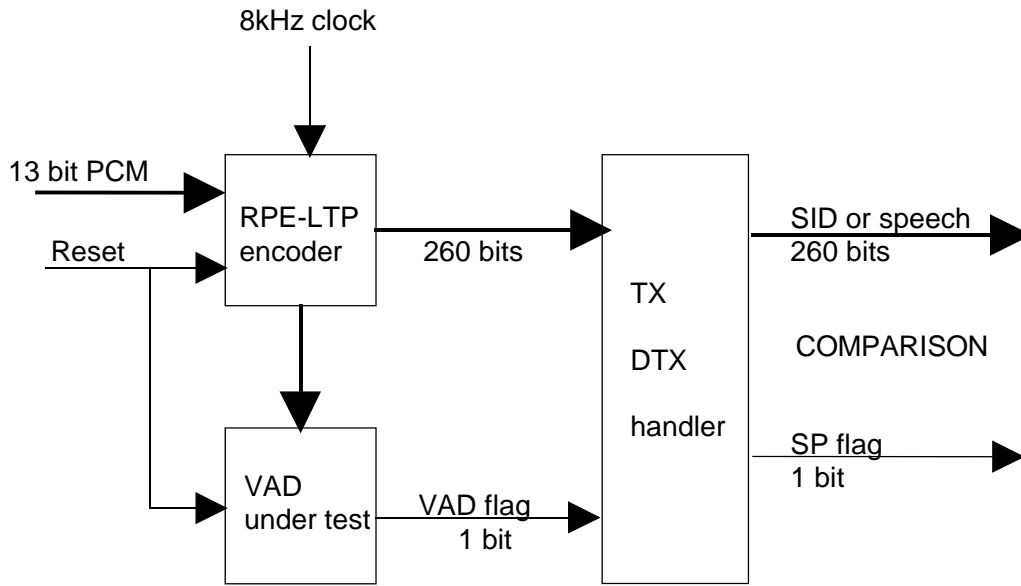 8kHz clock
13 bit PCM
RPE-LTP
encoder
Reset
260 bits
SID or speech
260 bits
TX
DTX
handler
COMPARISON
VAD
under test
VAD flag
1 bit
SP flag
1 bit